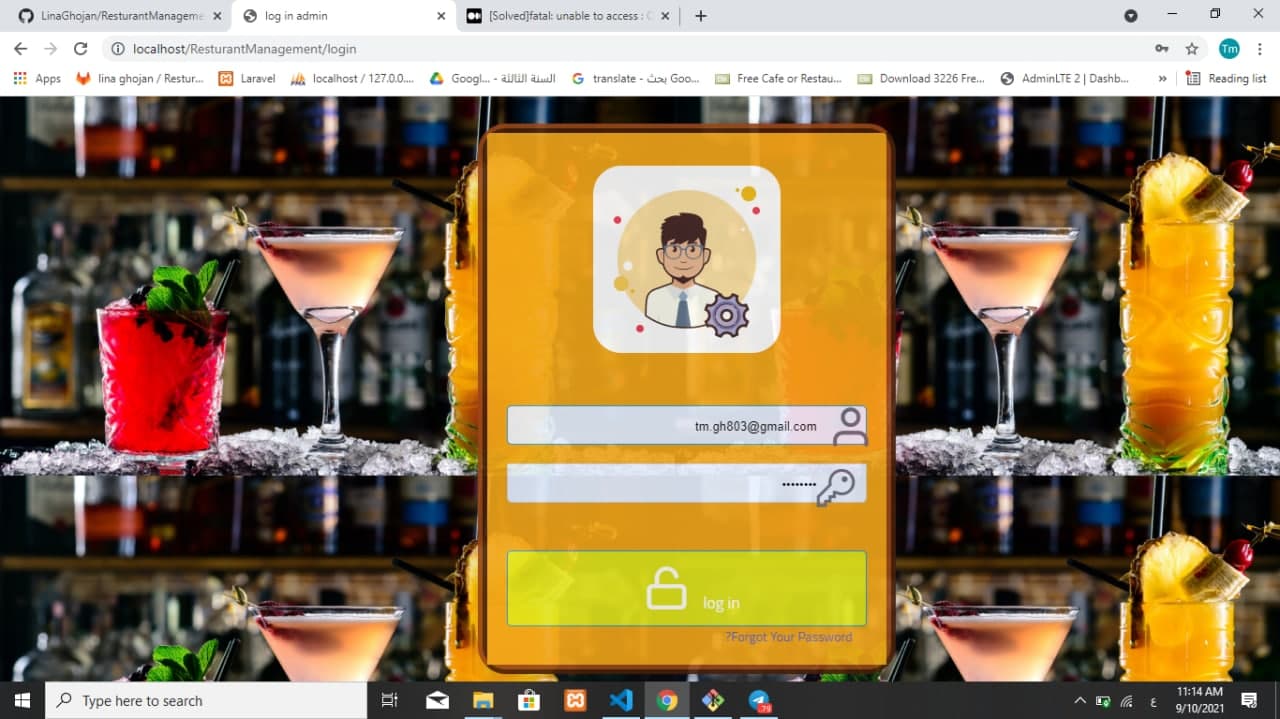 LinaGhojan/ResturantManageme
log in admin
[Solved]fatal: unable to access : C
localhost/ResturantManagement/login
Tm
Apps
lina ghojan / Restur...
Laravel
localhost / 127.0.0....
Googl... - السنة الثالثة
translate - بحث Goo...
Free Cafe or Restau...
Download 3226 Fre...
AdminLTE 2 | Dashb...
»
Reading list
tm.gh803@gmail.com
••••••••
log in
?Forgot Your Password
Type here to search
79
ع
11:14 AM
9/10/2021